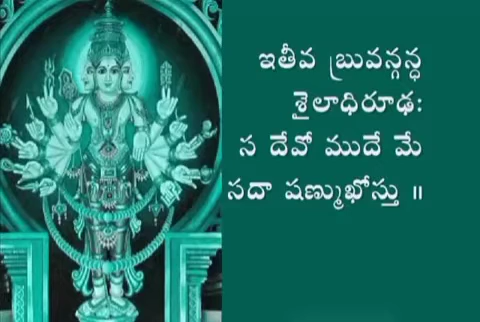 ఇతీవ బ్రువన్గన్ధ
శైలాధిరూఢ:
స దేవో ముదే మే
సదా షణ్ముఖోస్తు ॥